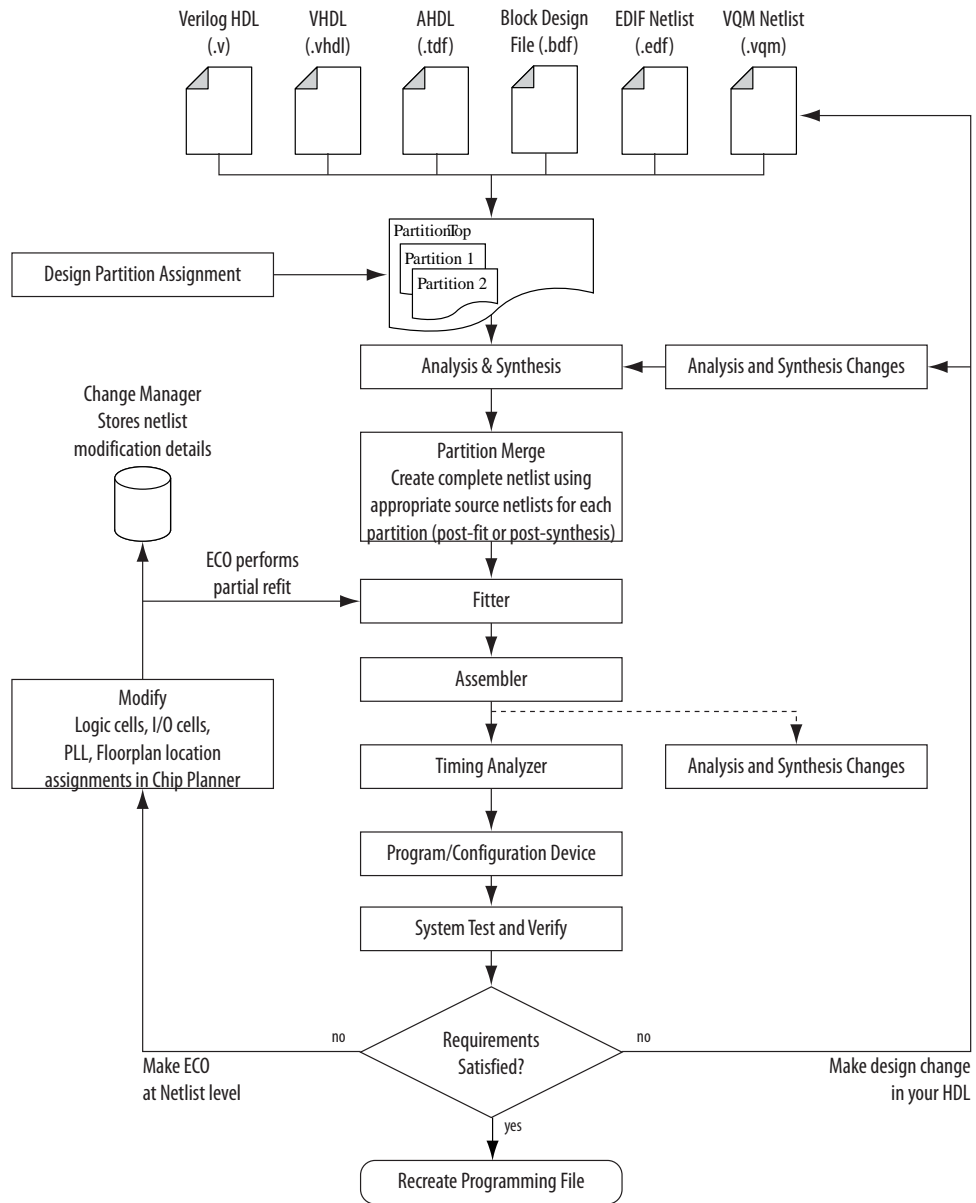 Verilog HDL
(.v)
VHDL
(.vhdl)
AHDL
(.tdf)
Block Design
File (.bdf)
EDIF Netlist
(.edf)
VQM Netlist
(.vqm)
Partition Top
Partition 1
Partition 2
Design Partition Assignment
Analysis & Synthesis
Analysis and Synthesis Changes
Change Manager
Stores netlist
modification details
Partition Merge
Create complete netlist using
appropriate source netlists for each
partition (post-fit or post-synthesis)
ECO performs
partial refit
Fitter
Assembler
Modify
Logic cells, I/O cells,
PLL, Floorplan location
assignments in Chip Planner
Timing Analyzer
Analysis and Synthesis Changes
Program/Configuration Device
System Test and Verify
no
Requirements
Satisfied?
no
Make ECO
at Netlist level
Make design change
in your HDL
yes
Recreate Programming File